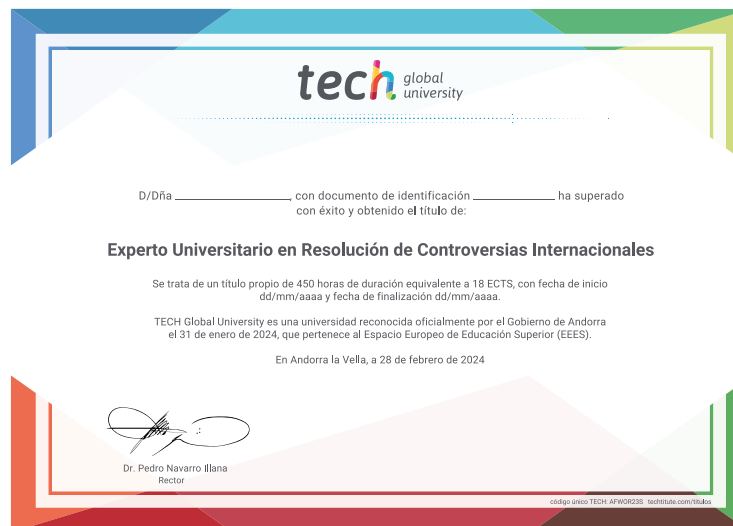 tech global university
D/Dña ____________, con documento de identificación ____________ ha superado
con éxito y obtenido el título de:
Experto Universitario en Resolución de Controversias Internacionales
Se trata de un título propio de 450 horas de duración equivalente a 18 ECTS, con fecha de inicio
dd/mm/aaaa y fecha de finalización dd/mm/aaaa.
TECH Global University es una universidad reconocida oficialmente por el Gobierno de Andorra
el 31 de enero de 2024, que pertenece al Espacio Europeo de Educación Superior (EEES).
En Andorra la Vella, a 28 de febrero de 2024
Dr. Pedro Navarro Illana
Rector
código único TECH: AFWOR23S techtitute.com/titulos